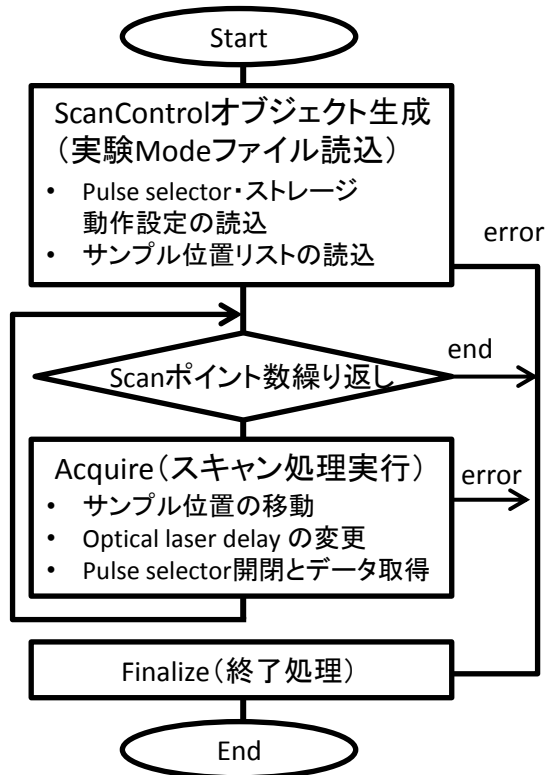 Start
ScanControlオブジェクト生成
（実験Modeファイル読込）
• Pulse selector・ストレージ
動作設定の読込
• サンプル位置リストの読込
error
end
Scanポイント数繰り返し
Acquire（スキャン処理実行）
error
• サンプル位置の移動
• Optical laser delay の変更
• Pulse selector開閉とデータ取得
Finalize（終了処理）
End